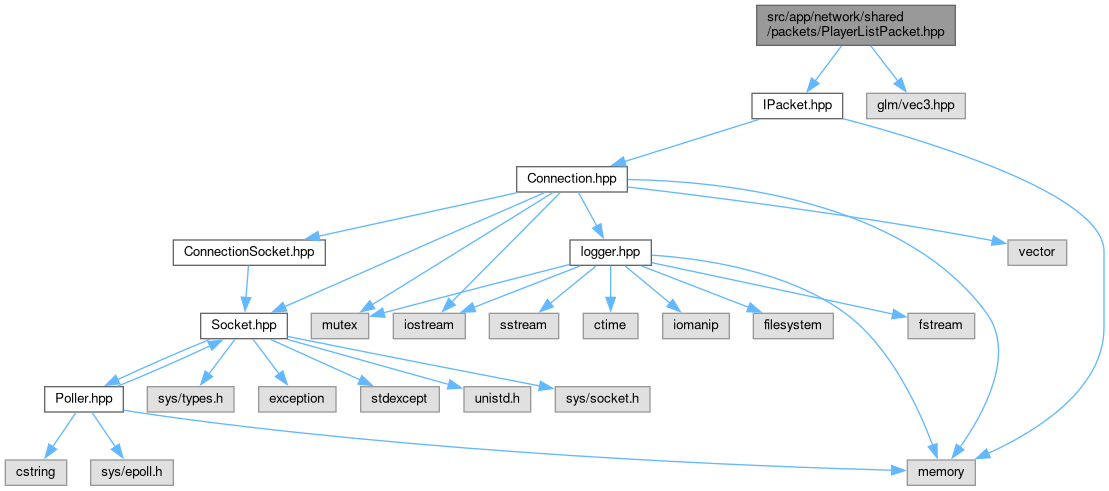 src/app/network/shared
/packets/PlayerListPacket.hpp
IPacket.hpp
glm/vec3.hpp
Connection.hpp
ConnectionSocket.hpp
logger.hpp
vector
Socket.hpp
mutex
iostream
sstream
ctime
iomanip
filesystem
fstream
Poller.hpp
sys/types.h
exception
stdexcept
unistd.h
sys/socket.h
cstring
sys/epoll.h
memory